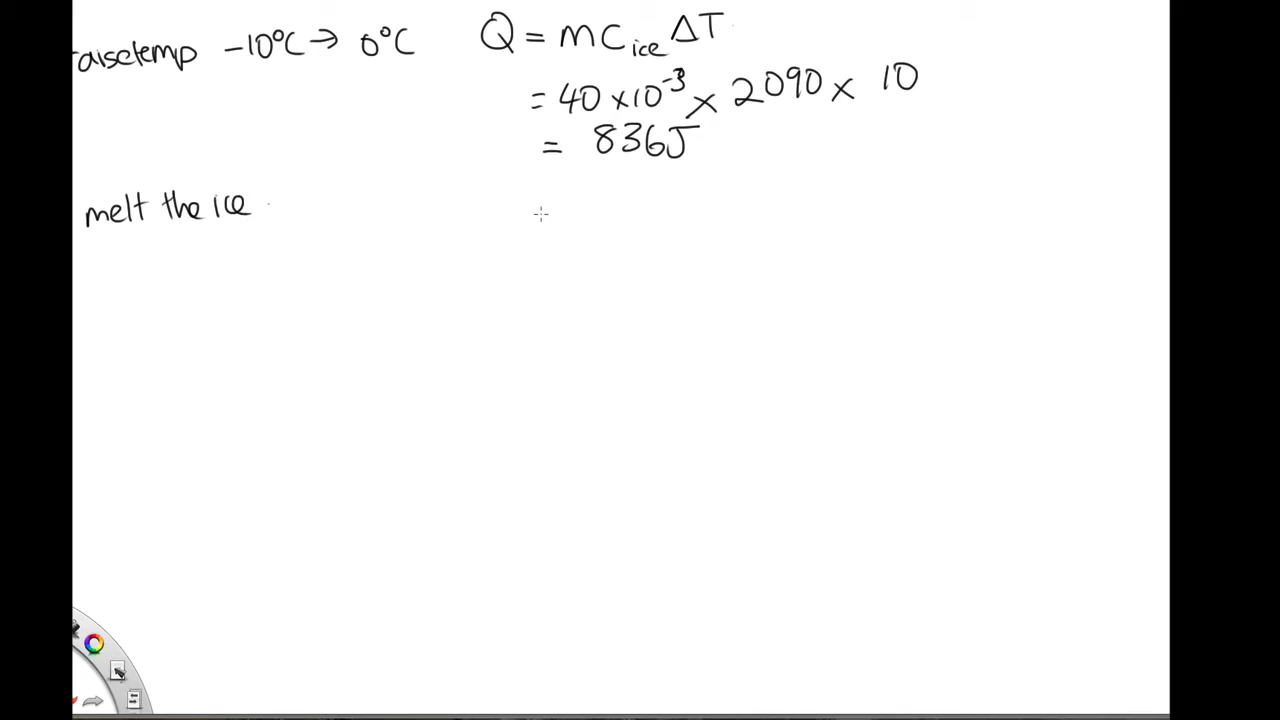 raise temp -10°C → 0°C Q = mc_ice ΔT
= 40 × 10⁻³ × 2090 × 10
= 836J
melt the ice